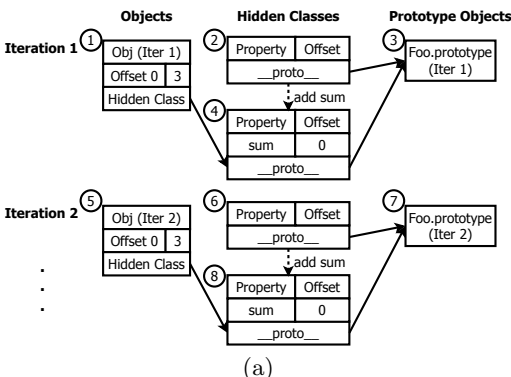 Objects Hidden Classes Prototype Objects
Iteration 1
1
Obj (Iter 1)
Offset 0 3
Hidden Class
2
Property Offset
__proto__
add sum
3
Foo.prototype
(Iter 1)
4
Property Offset
sum 0
__proto__
Iteration 2
5
Obj (Iter 2)
Offset 0 3
Hidden Class
6
Property Offset
__proto__
add sum
7
Foo.prototype
(Iter 2)
8
Property Offset
sum 0
__proto__
.
.
.
(a)